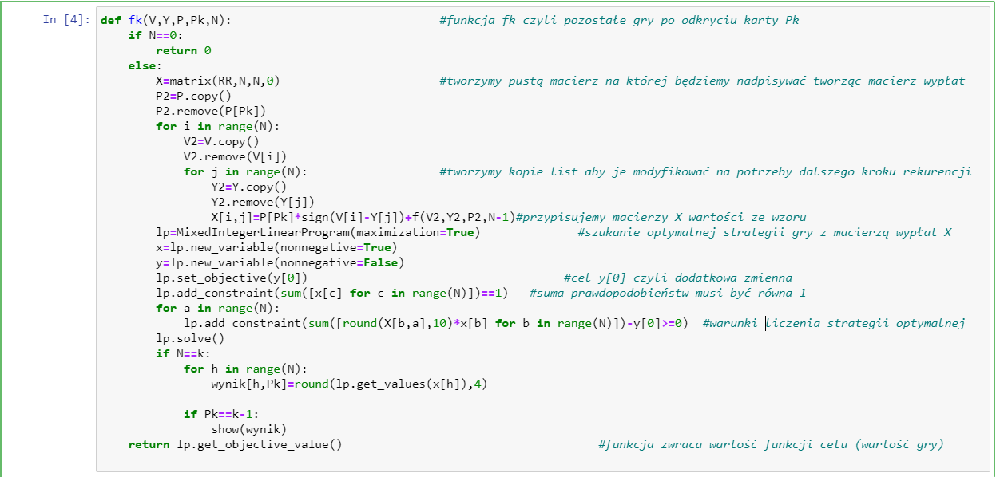 In [4]: def fk(V,Y,P,Pk,N): #funkcja fk czyli pozostałe gry po odkryciu karty Pk
    if N==0:
        return 0
    else:
        X=matrix(RR,N,N,0) #tworzymy pustą macierz na której będziemy nadpisywać tworząc macierz wypłat
        P2=P.copy()
        P2.remove(P[Pk])
        for i in range(N):
            V2=V.copy()
            V2.remove(V[i])
            for j in range(N): #tworzymy kopie list aby je modyfikować na potrzeby dalszego kroku rekurencji
                Y2=Y.copy()
                Y2.remove(Y[j])
                X[i,j]=P[Pk]*sign(V[i]-Y[j])+f(V2,Y2,P2,N-1)#przypisujemy macierzy X wartości ze wzoru
        lp=MixedIntegerLinearProgram(maximization=True) #szukanie optymalnej strategii gry z macierzą wypłat X
        x=lp.new_variable(nonnegative=True)
        y=lp.new_variable(nonnegative=False)
        lp.set_objective(y[0]) #cel y[0] czyli dodatkowa zmienna
        lp.add_constraint(sum([x[c] for c in range(N)])==1) #suma prawdopodobieństw musi być równa 1
        for a in range(N):
            lp.add_constraint(sum([round(X[b,a],10)*x[b] for b in range(N)])-y[0]>=0) #warunki liczenia strategii optymalnej
        lp.solve()
        if N==k:
            for h in range(N):
                wynik[h,Pk]=round(lp.get_values(x[h]),4)
            if Pk==k-1:
                show(wynik)
    return lp.get_objective_value() #funkcja zwraca wartość funkcji celu (wartość gry)